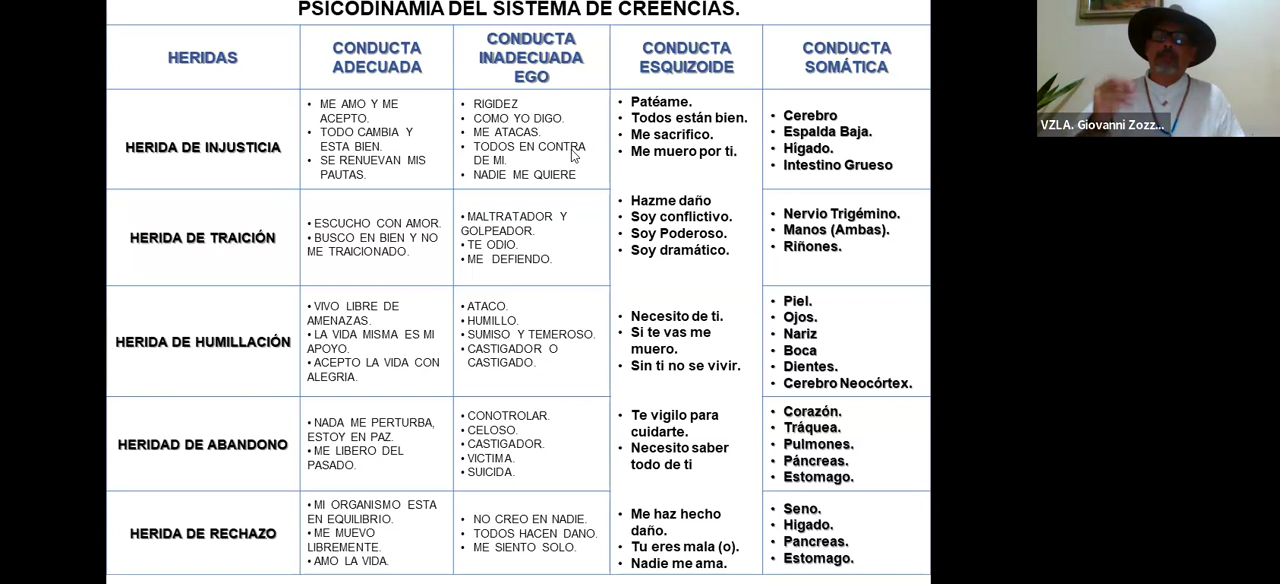 PSICODINAMIA DEL SISTEMA DE CREENCIAS.
HERIDAS
CONDUCTA
ADECUADA
CONDUCTA
INADECUADA
EGO
CONDUCTA
ESQUIZOIDE
CONDUCTA
SOMÁTICA
HERIDA DE INJUSTICIA
• ME AMO Y ME
ACEPTO.
• TODO CAMBIA Y
ESTA BIEN.
• SE RENUEVAN MIS
PAUTAS.
• RIGIDEZ
• COMO YO DIGO.
• ME ATACAS.
• TODOS EN CONTRA
DE MI.
• NADIE ME QUIERE
• Patéame.
• Todos están bien.
• Me sacrifico.
• Me muero por ti.
• Cerebro
• Espalda Baja.
• Hígado.
• Intestino Grueso
HERIDA DE TRAICIÓN
• ESCUCHO CON AMOR.
• BUSCO EN BIEN Y NO
ME TRAICIONADO.
• MALTRATADOR Y
GOLPEADOR.
• TE ODIO.
• ME DEFIENDO.
• Hazme daño
• Soy conflictivo.
• Soy Poderoso.
• Soy dramático.
• Nervio Trigémino.
• Manos (Ambas).
• Riñones.
HERIDA DE HUMILLACIÓN
• VIVO LIBRE DE
AMENAZAS.
• LA VIDA MISMA ES MI
APOYO.
• ACEPTO LA VIDA CON
ALEGRIA.
• ATACO.
• HUMILLO.
• SUMISO Y TEMEROSO.
• CASTIGADOR O
CASTIGADO.
• Necesito de ti.
• Si te vas me
muero.
• Sin ti no se vivir.
• Piel.
• Ojos.
• Nariz
• Boca
• Dientes.
• Cerebro Neocórtex.
HERIDAD DE ABANDONO
• NADA ME PERTURBA,
ESTOY EN PAZ.
• ME LIBERO DEL
PASADO.
• CONOTROLAR.
• CELOSO.
• CASTIGADOR.
• VICTIMA.
• SUICIDA.
• Te vigilo para
cuidarte.
• Necesito saber
todo de ti
• Corazón.
• Tráquea.
• Pulmones.
• Páncreas.
• Estomago.
HERIDA DE RECHAZO
• MI ORGANISMO ESTA
EN EQUILIBRIO.
• ME MUEVO
LIBREMENTE.
• AMO LA VIDA.
• NO CREO EN NADIE.
• TODOS HACEN DANO.
• ME SIENTO SOLO.
• Me haz hecho
daño.
• Tu eres mala (o).
• Nadie me ama.
• Seno.
• Higado.
• Pancreas.
• Estomago.
VZLA. Giovanni Zozz...